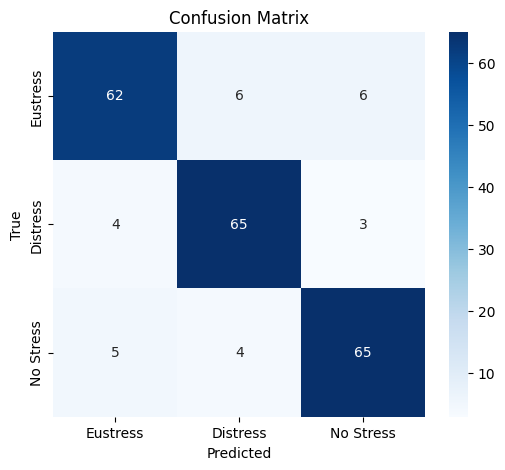 Confusion Matrix
Eustress
62
6
6
60
50
True
Distress
4
65
3
40
30
No Stress
5
4
65
20
10
Eustress
Distress
No Stress
Predicted